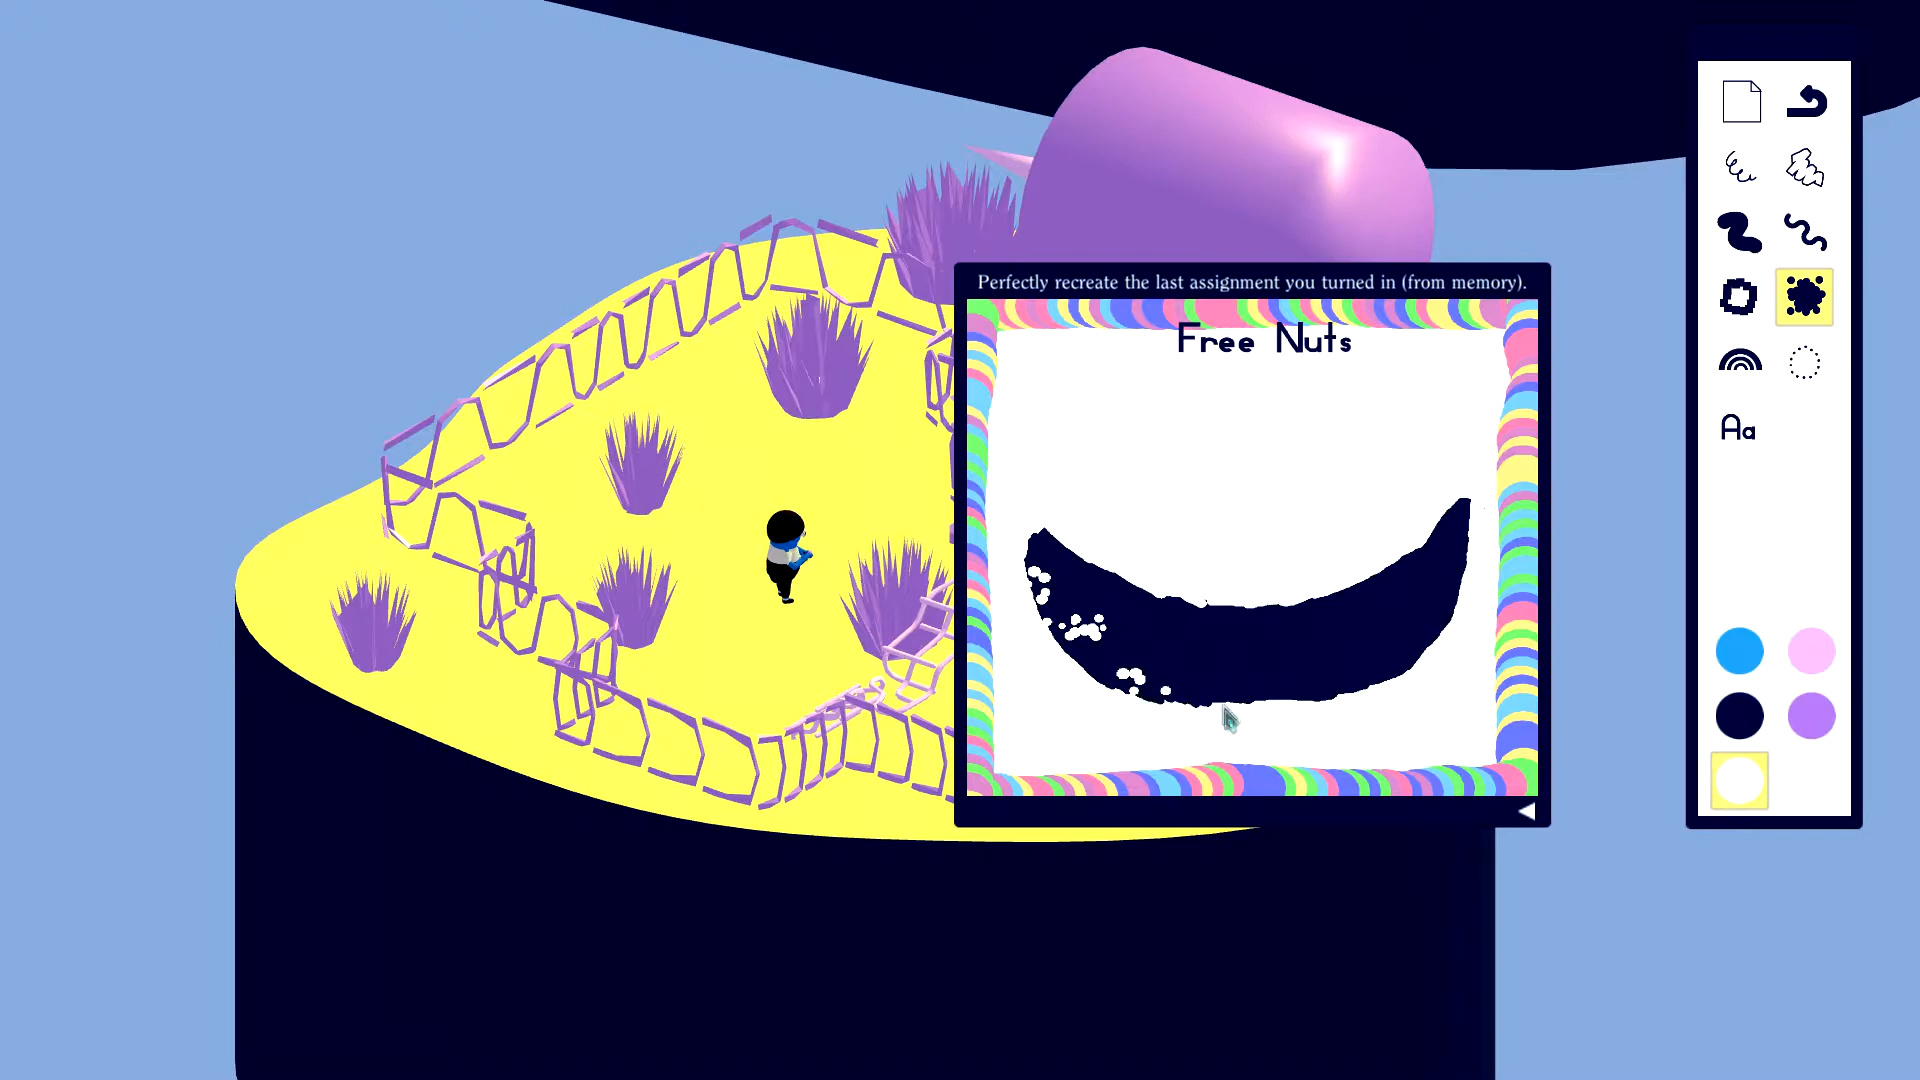 Perfectly recreate the last assignment you turned in (from memory).
Free Nuts
Aa